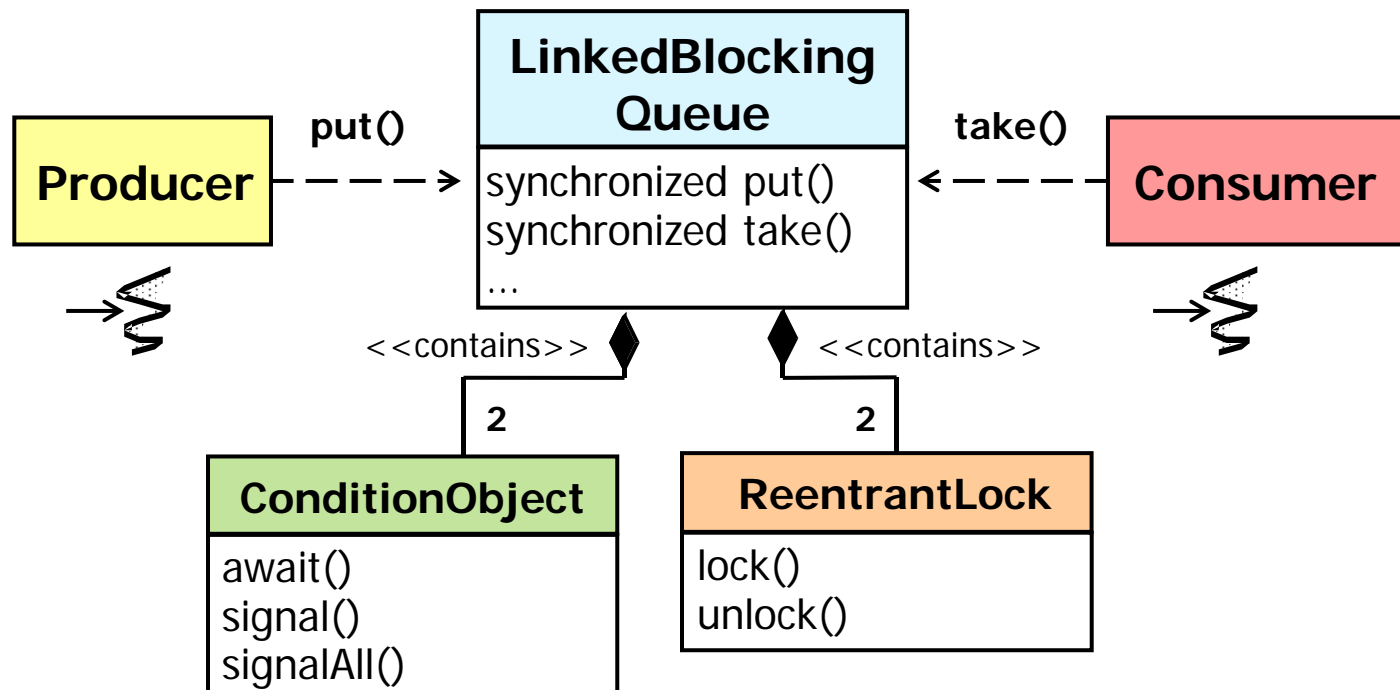 LinkedBlocking
Queue
put()
take()
Producer
Consumer
synchronized put()
synchronized take()
...
<<contains>>
<<contains>>
2
2
ConditionObject
ReentrantLock
await()
signal()
signalAll()
lock()
unlock()